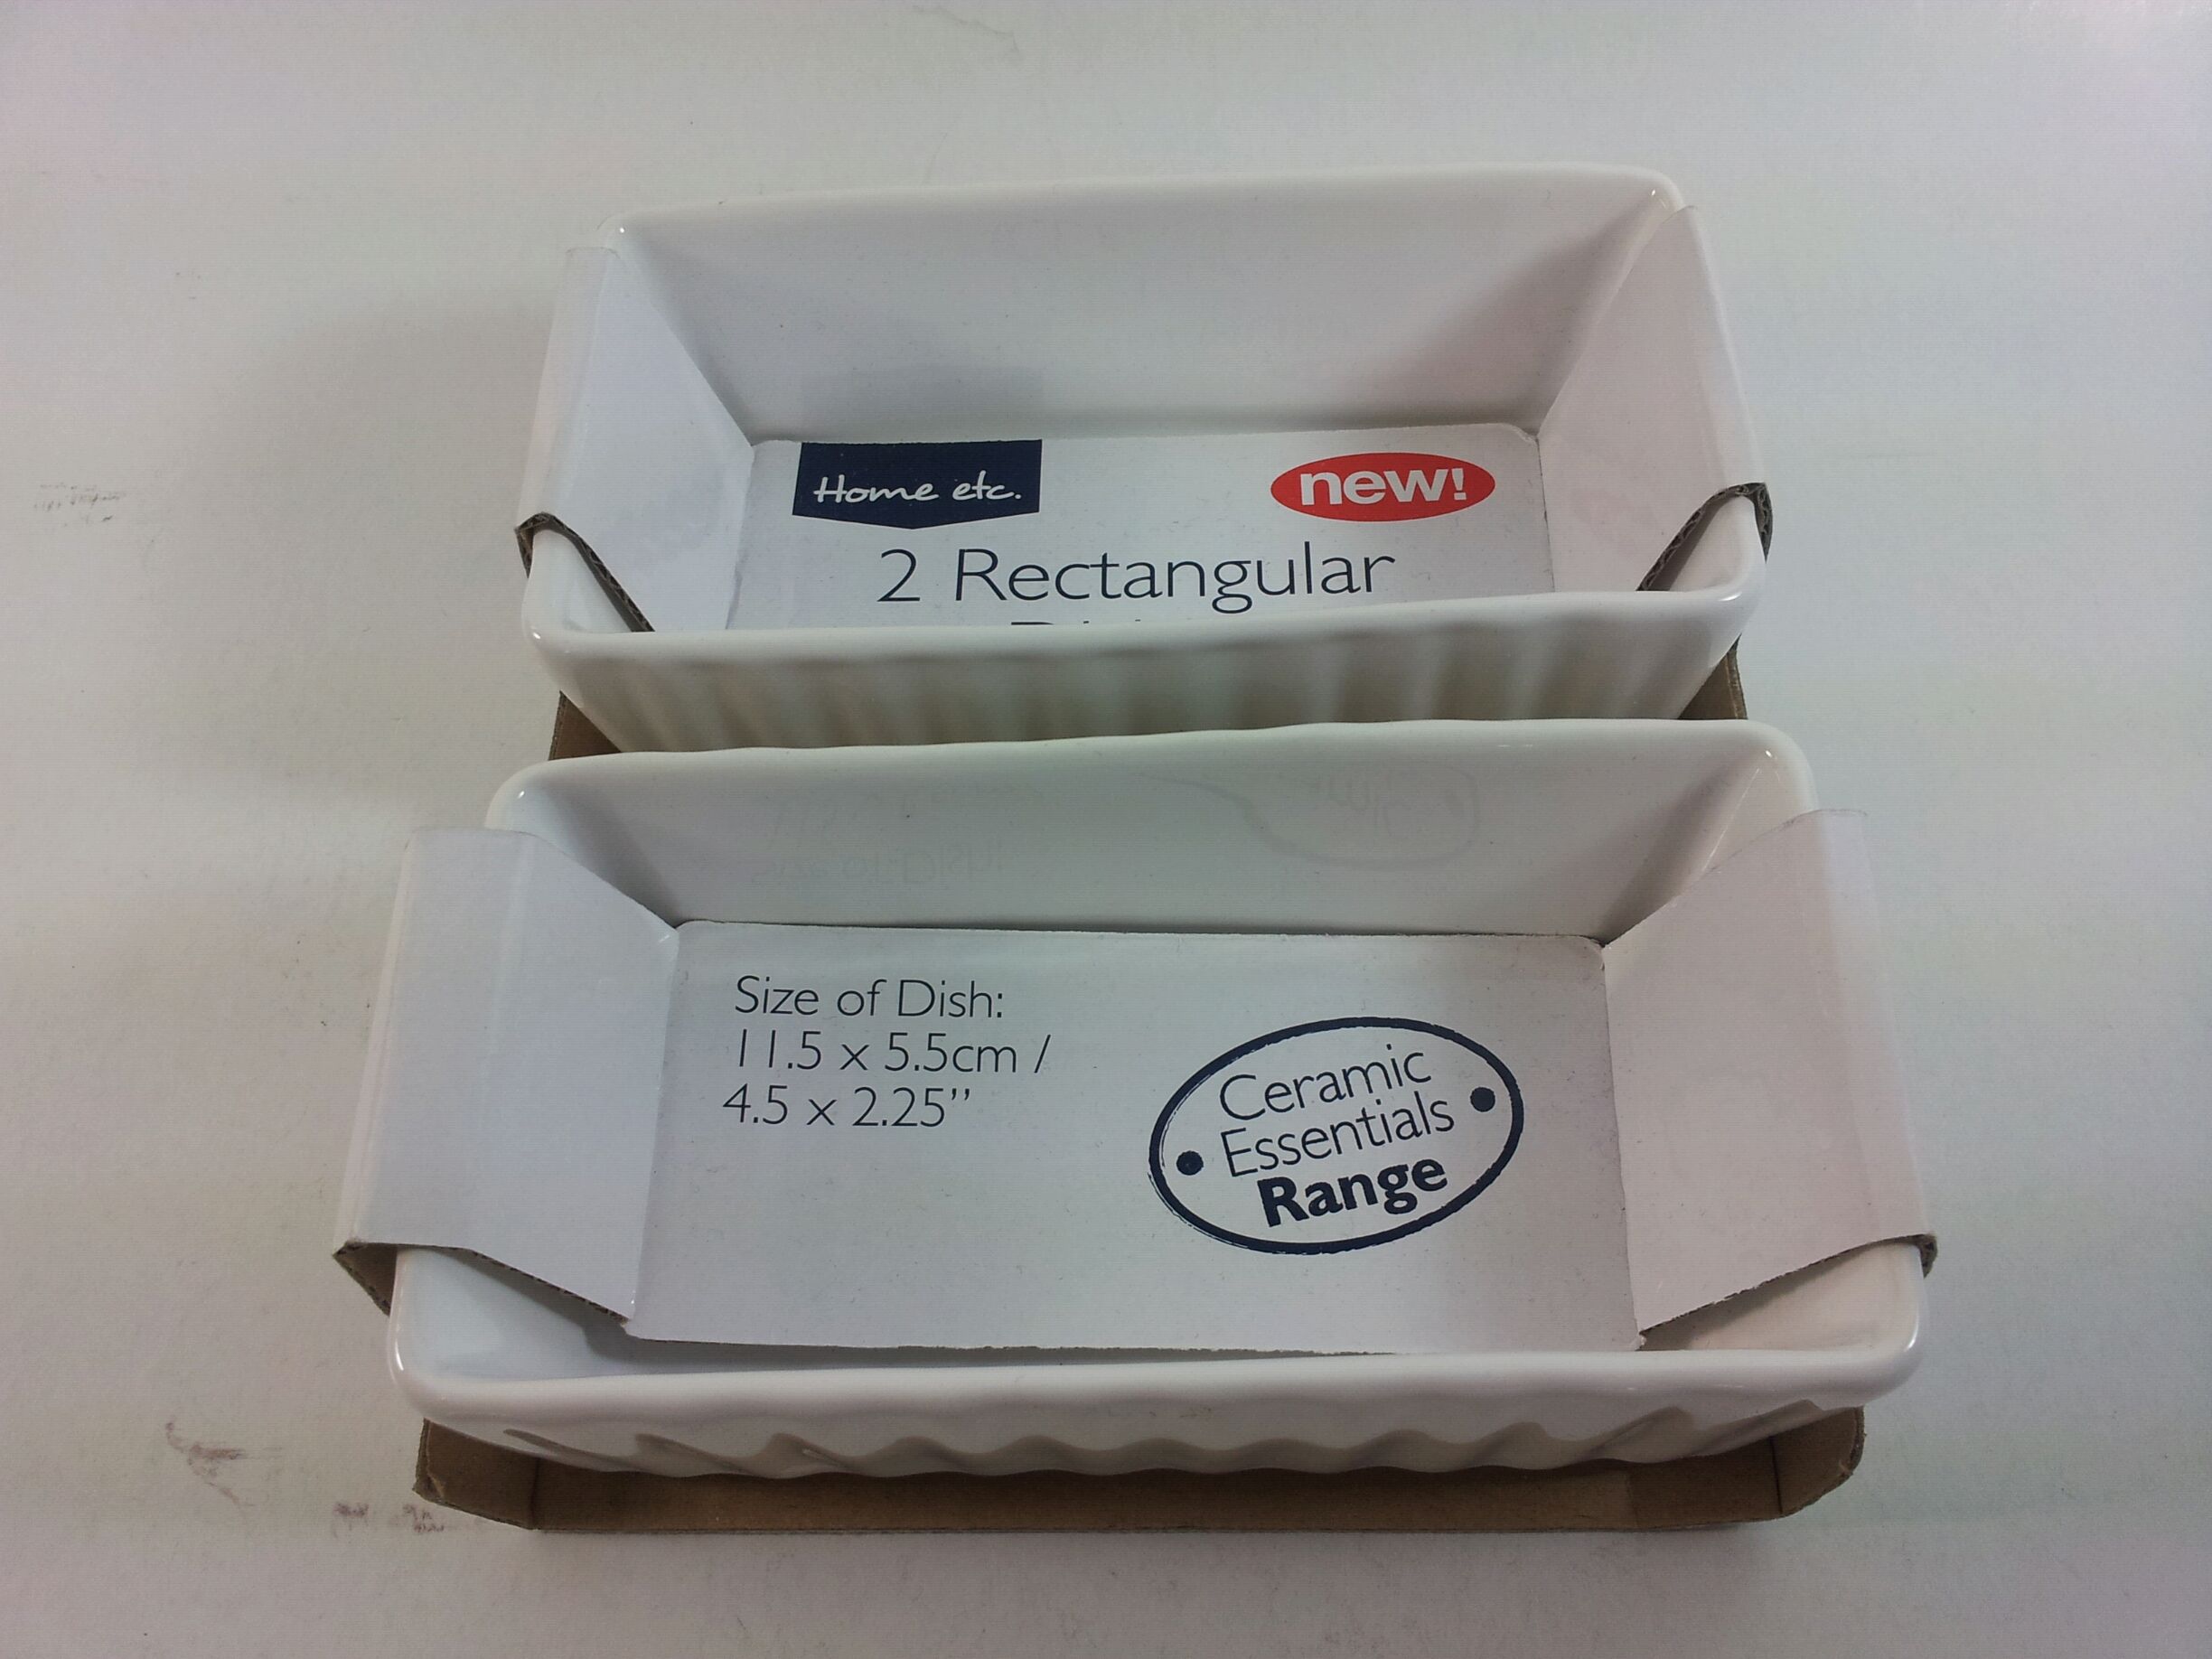 Home etc.
new!
2 Rectangular
Size of Dish:
11.5 x 5.5cm /
4.5 x 2.25"
Ceramic
Essentials
Range